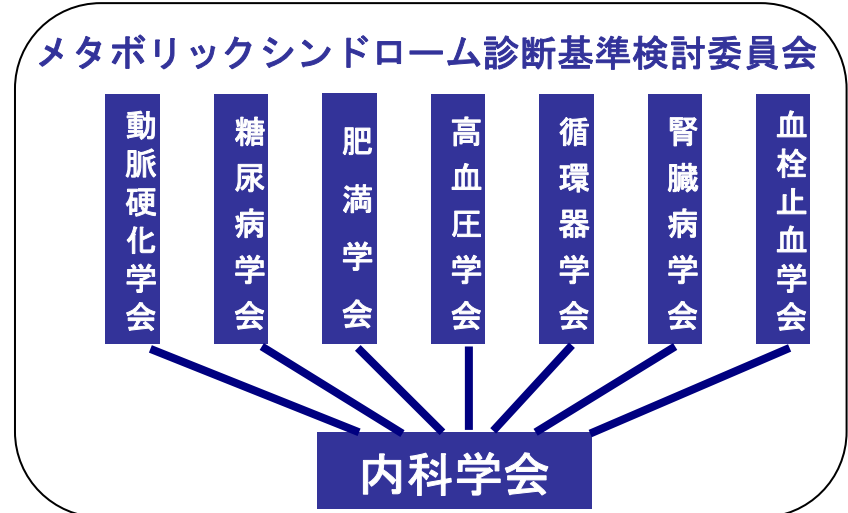 メタボリックシンドローム診断基準検討委員会
動脈硬化学会
糖尿病学会
肥満学会
高血圧学会
循環器学会
腎臓病学会
血栓止血学会
内科学会